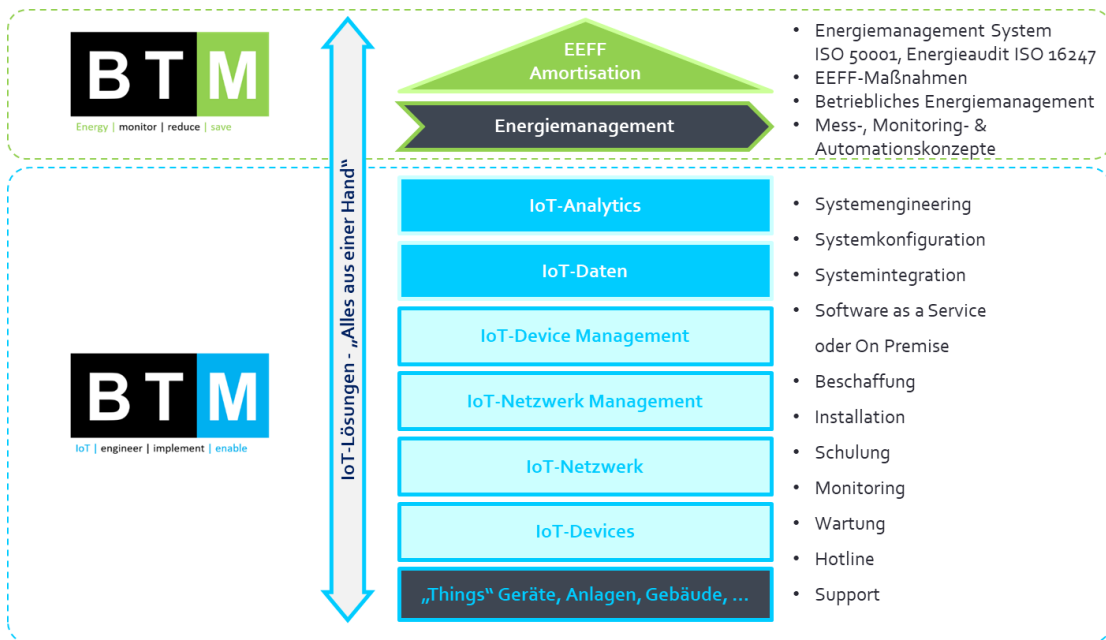 BTM
Energy | monitor | reduce | save
EEFF
Amortisation
Energiemanagement
• Energiemanagement System
ISO 50001, Energieaudit ISO 16247
• EEFF-Maßnahmen
• Betriebliches Energiemanagement
• Mess-, Monitoring- &
Automationskonzepte
IoT-Lösungen - „Alles aus einer Hand“
BTM
IoT | engineer | implement | enable
IoT-Analytics
IoT-Daten
IoT-Device Management
IoT-Netzwerk Management
IoT-Netzwerk
IoT-Devices
„Things“ Geräte, Anlagen, Gebäude, ...
• Systemengineering
• Systemkonfiguration
• Systemintegration
• Software as a Service
oder On Premise
• Beschaffung
• Installation
• Schulung
• Monitoring
• Wartung
• Hotline
• Support